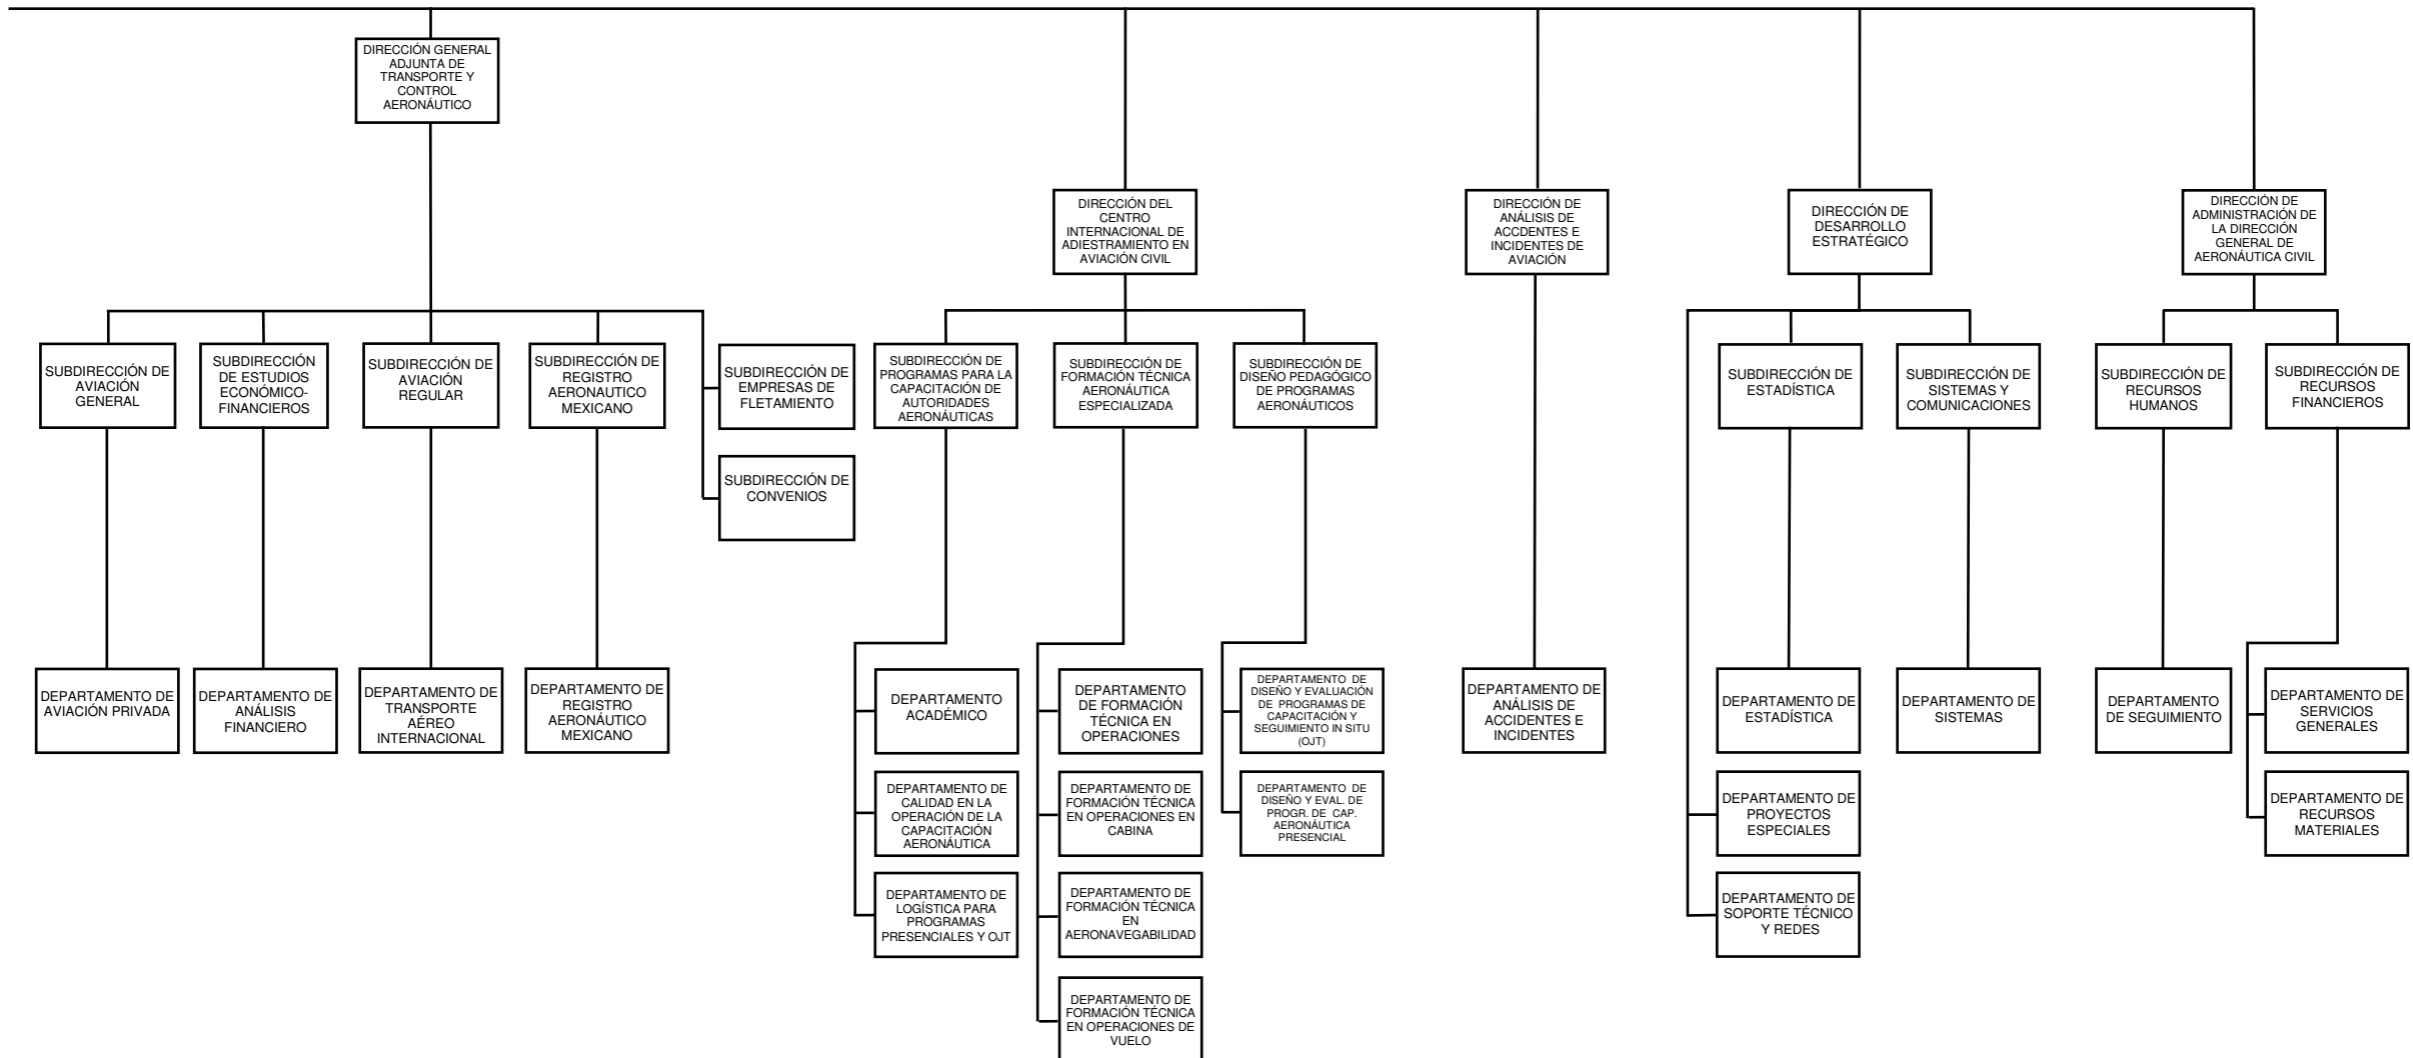 DIRECCIÓN GENERAL
ADJUNTA DE
TRANSPORTE Y
CONTROL
AERONÁUTICO
DIRECCIÓN DEL
CENTRO
INTERNACIONAL DE
ADIESTRAMIENTO EN
AVIACIÓN CIVIL
DIRECCIÓN DE
ANÁLISIS DE
ACCDENTES E
INCIDENTES DE
AVIACIÓN
DIRECCIÓN DE
DESARROLLO
ESTRATÉGICO
DIRECCIÓN DE
ADMINISTRACIÓN DE
LA DIRECCIÓN
GENERAL DE
AERONÁUTICA CIVIL
SUBDIRECCIÓN DE
AVIACIÓN
GENERAL
SUBDIRECCIÓN
DE ESTUDIOS
ECONÓMICO-
FINANCIEROS
SUBDIRECCIÓN DE
AVIACIÓN
REGULAR
SUBDIRECCIÓN DE
REGISTRO
AERONAUTICO
MEXICANO
SUBDIRECCIÓN DE
EMPRESAS DE
FLETAMIENTO
SUBDIRECCIÓN DE
CONVENIOS
SUBDIRECCIÓN DE
PROGRAMAS PARA LA
CAPACITACIÓN DE
AUTORIDADES
AERONÁUTICAS
SUBDIRECCIÓN DE
FORMACIÓN TÉCNICA
AERONÁUTICA
ESPECIALIZADA
SUBDIRECCIÓN DE
DISEÑO PEDAGÓGICO
DE PROGRAMAS
AERONÁUTICOS
SUBDIRECCIÓN DE
ESTADÍSTICA
SUBDIRECCIÓN DE
SISTEMAS Y
COMUNICACIONES
SUBDIRECCIÓN DE
RECURSOS
HUMANOS
SUBDIRECCIÓN DE
RECURSOS
FINANCIEROS
DEPARTAMENTO DE
AVIACIÓN PRIVADA
DEPARTAMENTO DE
ANÁLISIS
FINANCIERO
DEPARTAMENTO DE
TRANSPORTE
AÉREO
INTERNACIONAL
DEPARTAMENTO DE
REGISTRO
AERONÁUTICO
MEXICANO
DEPARTAMENTO
ACADÉMICO
DEPARTAMENTO DE
CALIDAD EN LA
OPERACIÓN DE LA
CAPACITACIÓN
AERONÁUTICA
DEPARTAMENTO DE
LOGÍSTICA PARA
PROGRAMAS
PRESENCIALES Y OJT
DEPARTAMENTO
DE FORMACIÓN
TÉCNICA EN
OPERACIONES
DEPARTAMENTO DE
FORMACIÓN TÉCNICA
EN OPERACIONES EN
CABINA
DEPARTAMENTO DE
FORMACIÓN TÉCNICA
EN
AERONAVEGABILIDAD
DEPARTAMENTO DE
FORMACIÓN TÉCNICA
EN OPERACIONES DE
VUELO
DEPARTAMENTO DE
DISEÑO Y EVALUACIÓN
DE PROGRAMAS DE
CAPACITACIÓN Y
SEGUIMIENTO IN SITU
(OJT)
DEPARTAMENTO DE
DISEÑO Y EVAL. DE
PROGR. DE CAP.
AERONÁUTICA
PRESENCIAL
DEPARTAMENTO DE
ANÁLISIS DE
ACCIDENTES E
INCIDENTES
DEPARTAMENTO DE
ESTADÍSTICA
DEPARTAMENTO DE
PROYECTOS
ESPECIALES
DEPARTAMENTO DE
SOPORTE TÉCNICO
Y REDES
DEPARTAMENTO DE
SISTEMAS
DEPARTAMENTO
DE SEGUIMIENTO
DEPARTAMENTO DE
SERVICIOS
GENERALES
DEPARTAMENTO DE
RECURSOS
MATERIALES